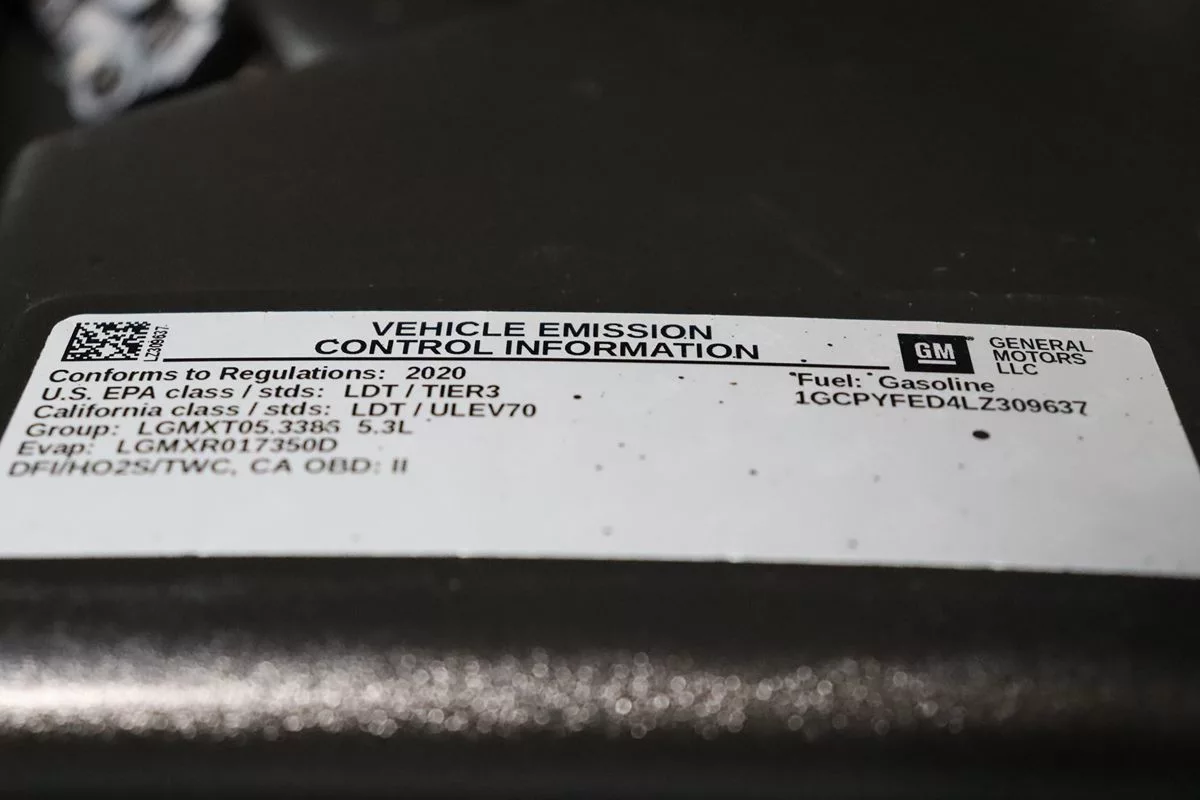 LZ309637
VEHICLE EMISSION
CONTROL INFORMATION
GM
GENERAL
MOTORS
LLC
Conforms to Regulations: 2020
U.S. EPA class / stds: LDT / TIER3
California class / stds: LDT / ULEV70
Group: LGMXT05.3386 5.3L
Evap: LGMXR017350D
DFI/HO2S/TWC, CA OBD: II
Fuel: Gasoline
1GCPYFED4LZ309637